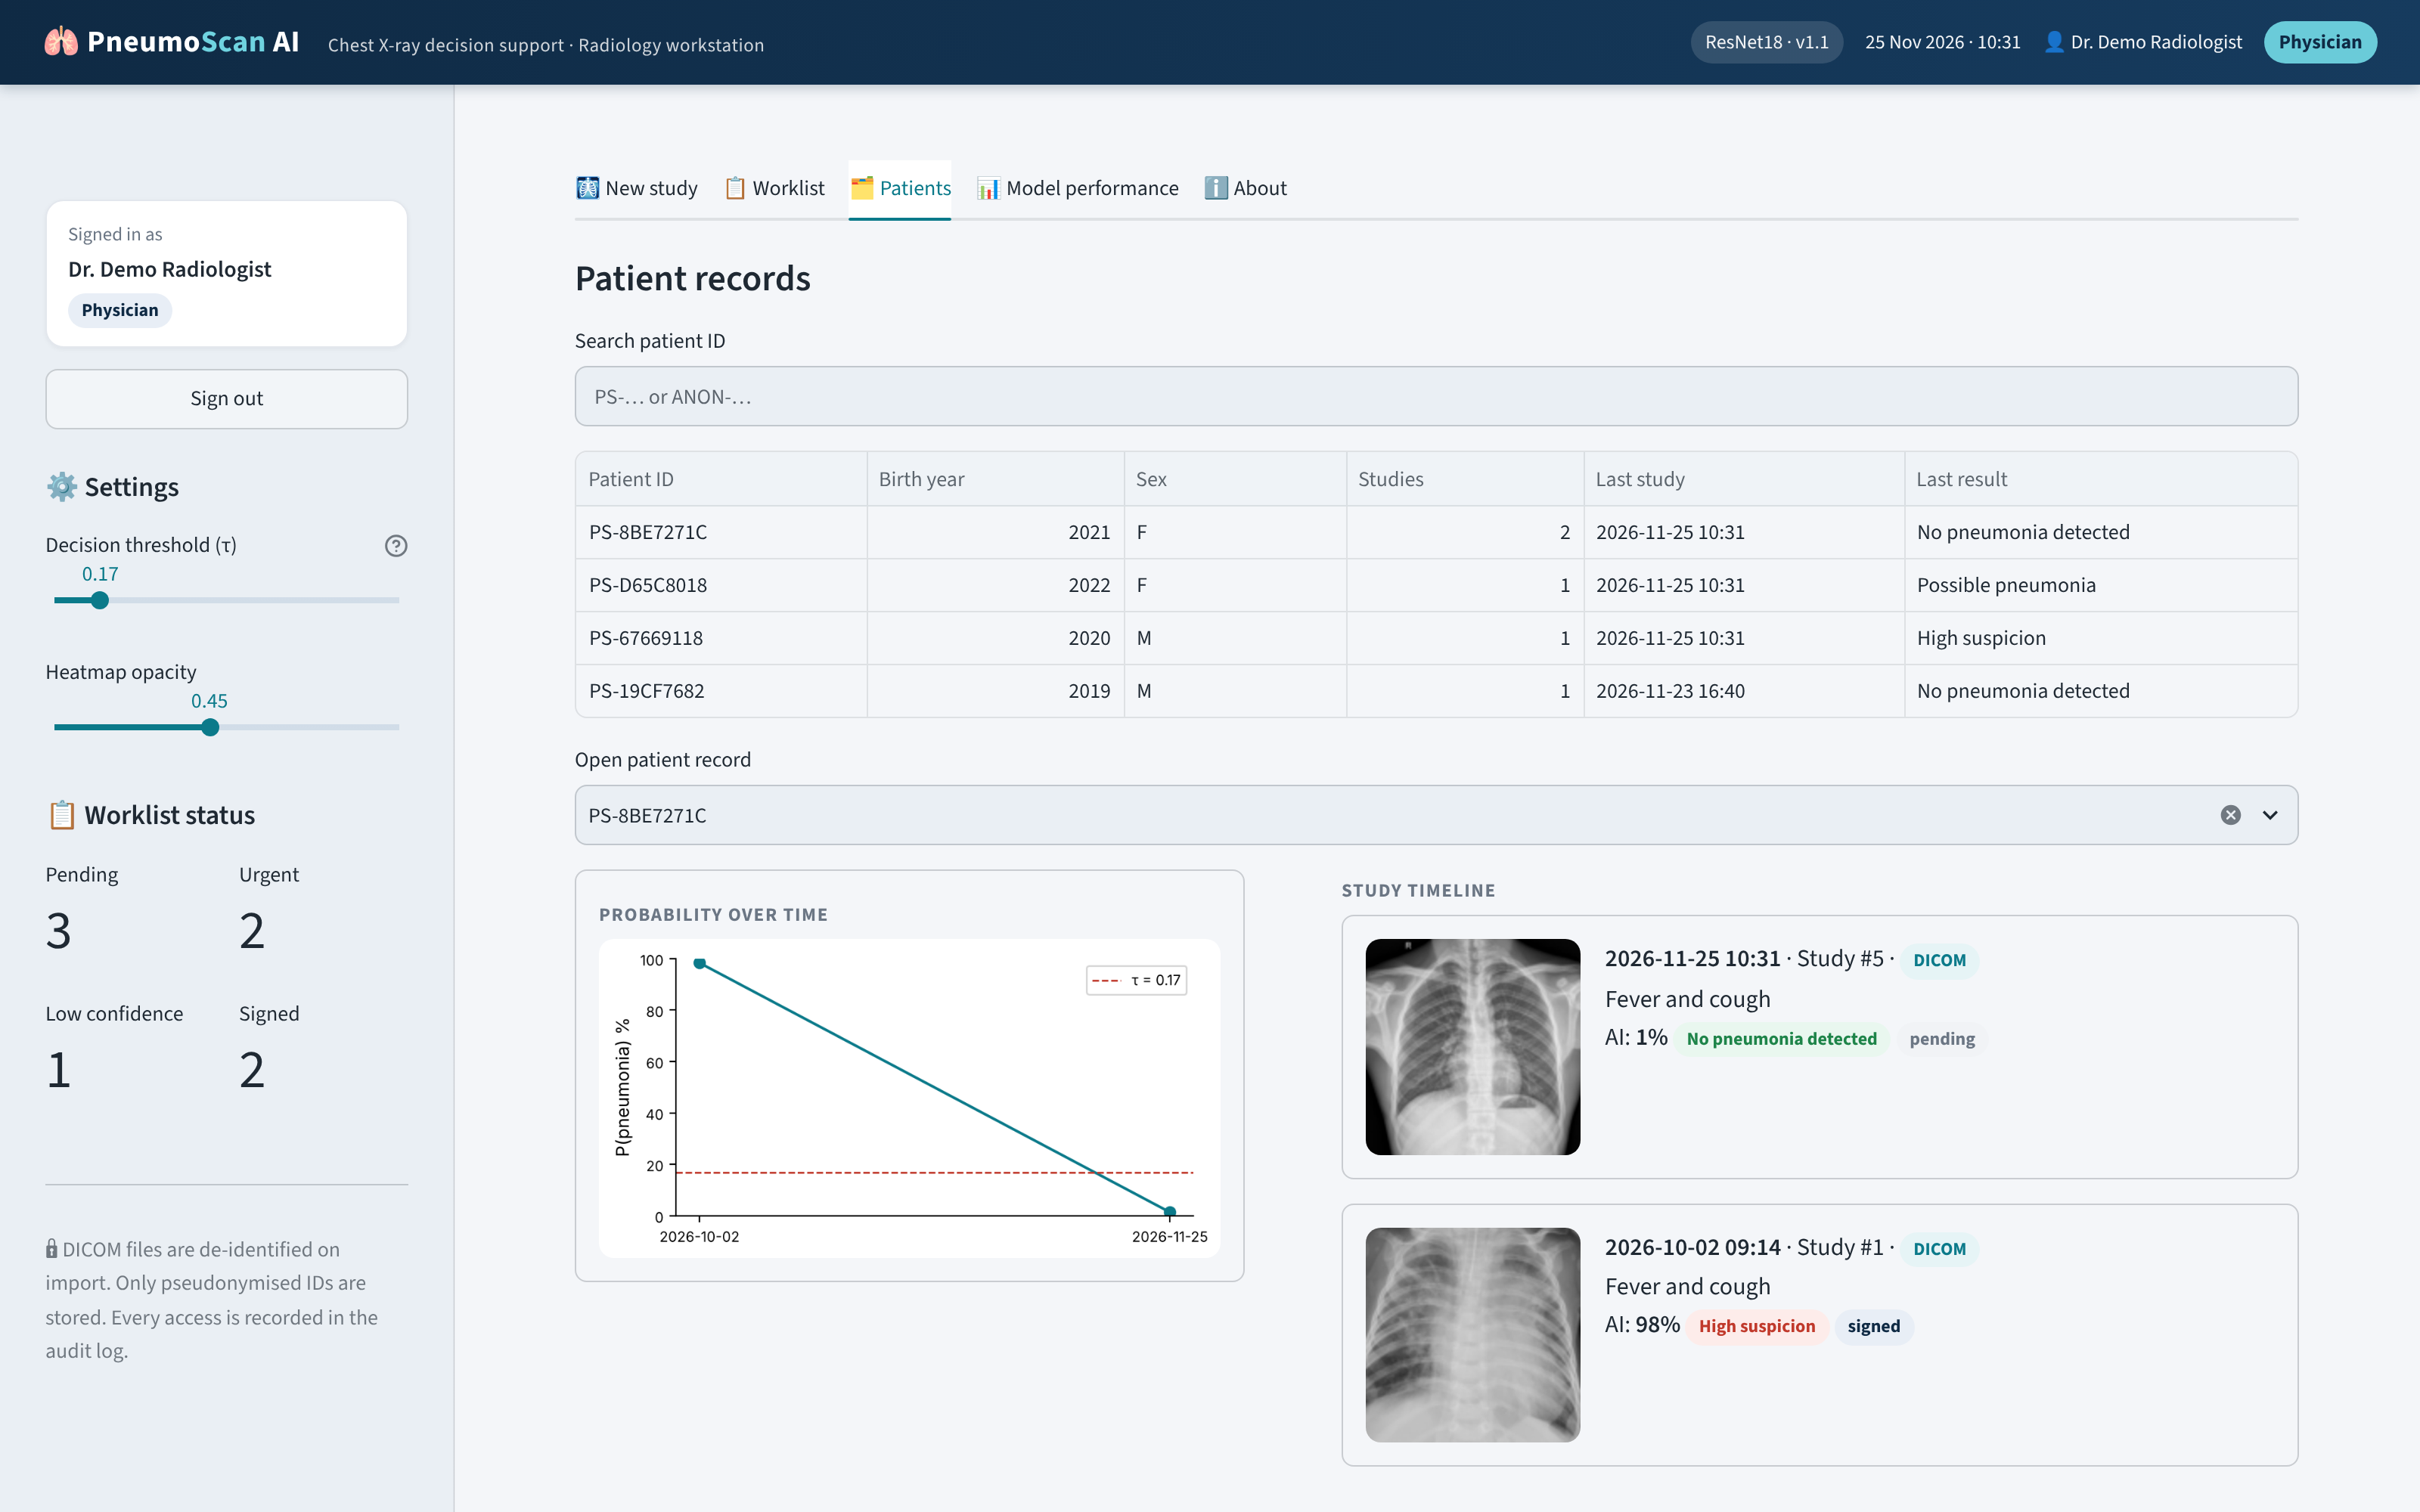 PneumoScan AI
Chest X-ray decision support · Radiology workstation
ResNet18 · v1.1
25 Nov 2026 · 10:31
Dr. Demo Radiologist
Physician
Signed in as
Dr. Demo Radiologist
Physician
Sign out
Settings
Decision threshold (τ)
0.17
Heatmap opacity
0.45
Worklist status
Pending
Urgent
3
2
Low confidence
Signed
1
2
DICOM files are de-identified on
import. Only pseudonymised IDs are
stored. Every access is recorded in the
audit log.
New study
Worklist
Patients
Model performance
About
Patient records
Search patient ID
PS-… or ANON-…
Patient ID Birth year Sex Studies Last study Last result
PS-8BE7271C 2021 F 2 2026-11-25 10:31 No pneumonia detected
PS-D65C8018 2022 F 1 2026-11-25 10:31 Possible pneumonia
PS-67669118 2020 M 1 2026-11-25 10:31 High suspicion
PS-19CF7682 2019 M 1 2026-11-23 16:40 No pneumonia detected
Open patient record
PS-8BE7271C
PROBABILITY OVER TIME
P(pneumonia) %
100
80
60
40
20
0
τ = 0.17
2026-10-02
2026-11-25
STUDY TIMELINE
R
2026-11-25 10:31 · Study #5 · DICOM
Fever and cough
AI: 1% No pneumonia detected pending
2026-10-02 09:14 · Study #1 · DICOM
Fever and cough
AI: 98% High suspicion signed